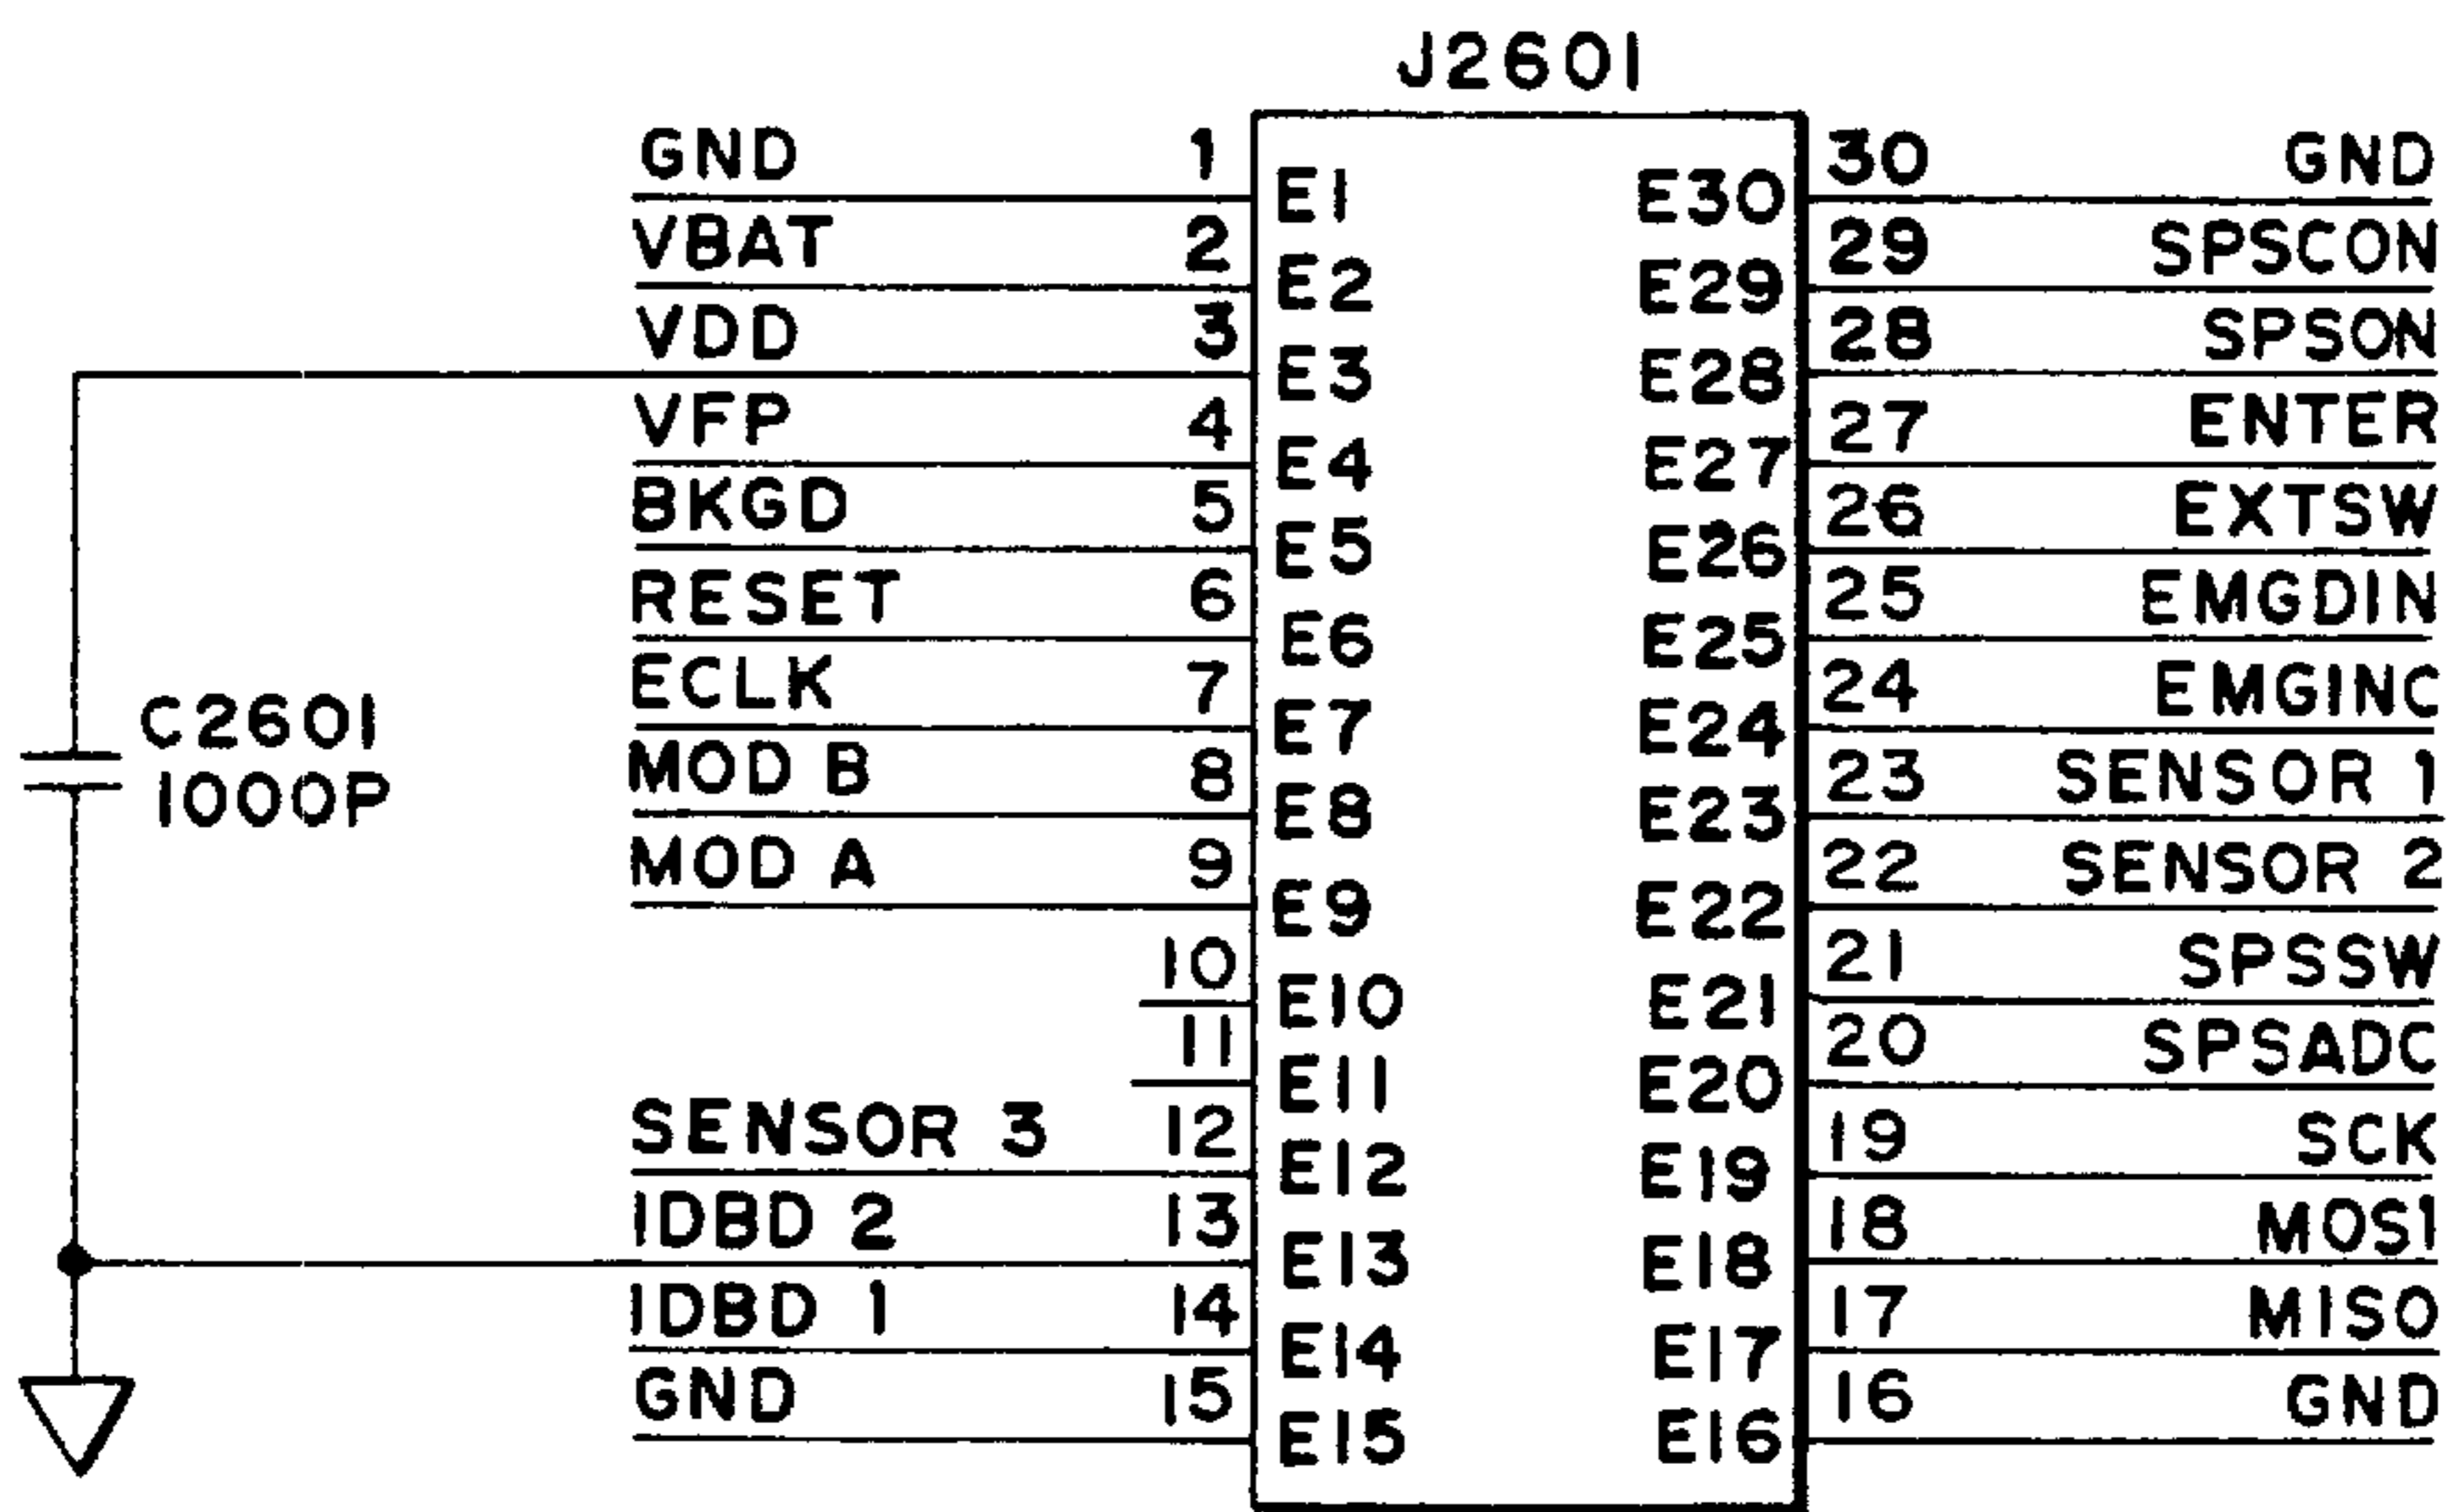 J2601
GND 1 E1 E30 30 GND
VBAT 2 E2 E29 29 SPSCON
VDD 3 E3 E28 28 SPSON
VFP 4 E4 E27 27 ENTER
BKGD 5 E5 E26 26 EXTSW
RESET 6 E6 E25 25 EMGDIN
ECLK 7 E7 E24 24 EMGINC
C2601
1000P
MOD B 8 E8 E23 23 SENSOR 1
MOD A 9 E9 E22 22 SENSOR 2
10 E10 E21 21 SPSSW
11 E11 E20 20 SPSADC
SENSOR 3 12 E12 E19 19 SCK
IDBD 2 13 E13 E18 18 MOSI
IDBD 1 14 E14 E17 17 MISO
GND 15 E15 E16 16 GND